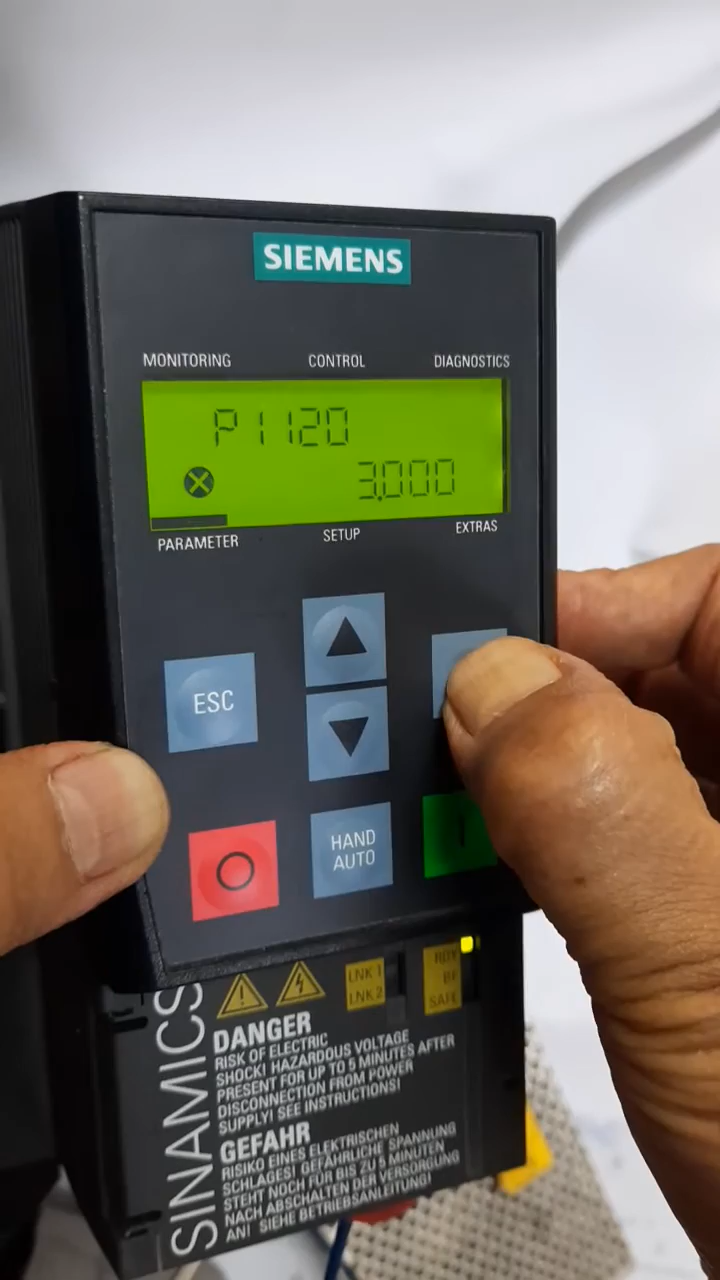 SIEMENS
MONITORING CONTROL DIAGNOSTICS
P1120
3.000
PARAMETER SETUP EXTRAS
ESC
HAND
AUTO
LNK 1
LNK 2
RDY
BF
SAFE
SINAMICS
DANGER
RISK OF ELECTRIC
SHOCK! HAZARDOUS VOLTAGE
PRESENT FOR UP TO 5 MINUTES AFTER
DISCONNECTION FROM POWER
SUPPLY! SEE INSTRUCTIONS!
GEFAHR
RISIKO EINES ELEKTRISCHEN
SCHLAGES! GEFÄHRLICHE SPANNUNG
STEHT NOCH FÜR BIS ZU 5 MINUTEN
NACH ABSCHALTEN DER VERSORGUNG
AN! SIEHE BETRIEBSANLEITUNG!